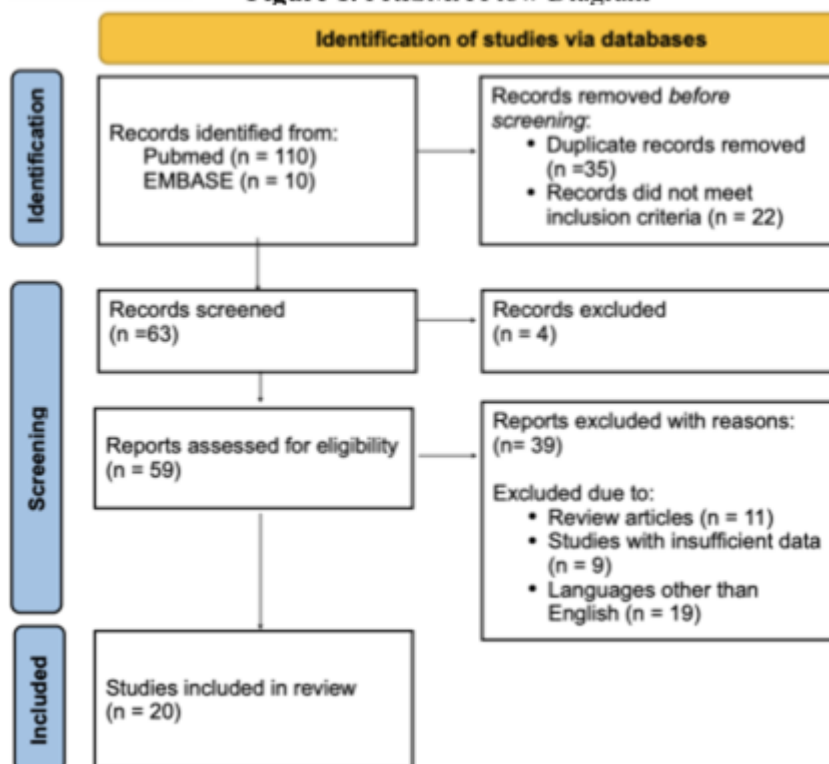 Identification of studies via databases
Identification
Records identified from:
Pubmed (n = 110)
EMBASE (n = 10)
Records removed before
screening:
• Duplicate records removed
(n =35)
• Records did not meet
inclusion criteria (n = 22)
Screening
Records screened
(n =63)
Records excluded
(n = 4)
Reports assessed for eligibility
(n = 59)
Reports excluded with reasons:
(n= 39)
Excluded due to:
• Review articles (n = 11)
• Studies with insufficient data
(n = 9)
• Languages other than
English (n = 19)
Included
Studies included in review
(n = 20)